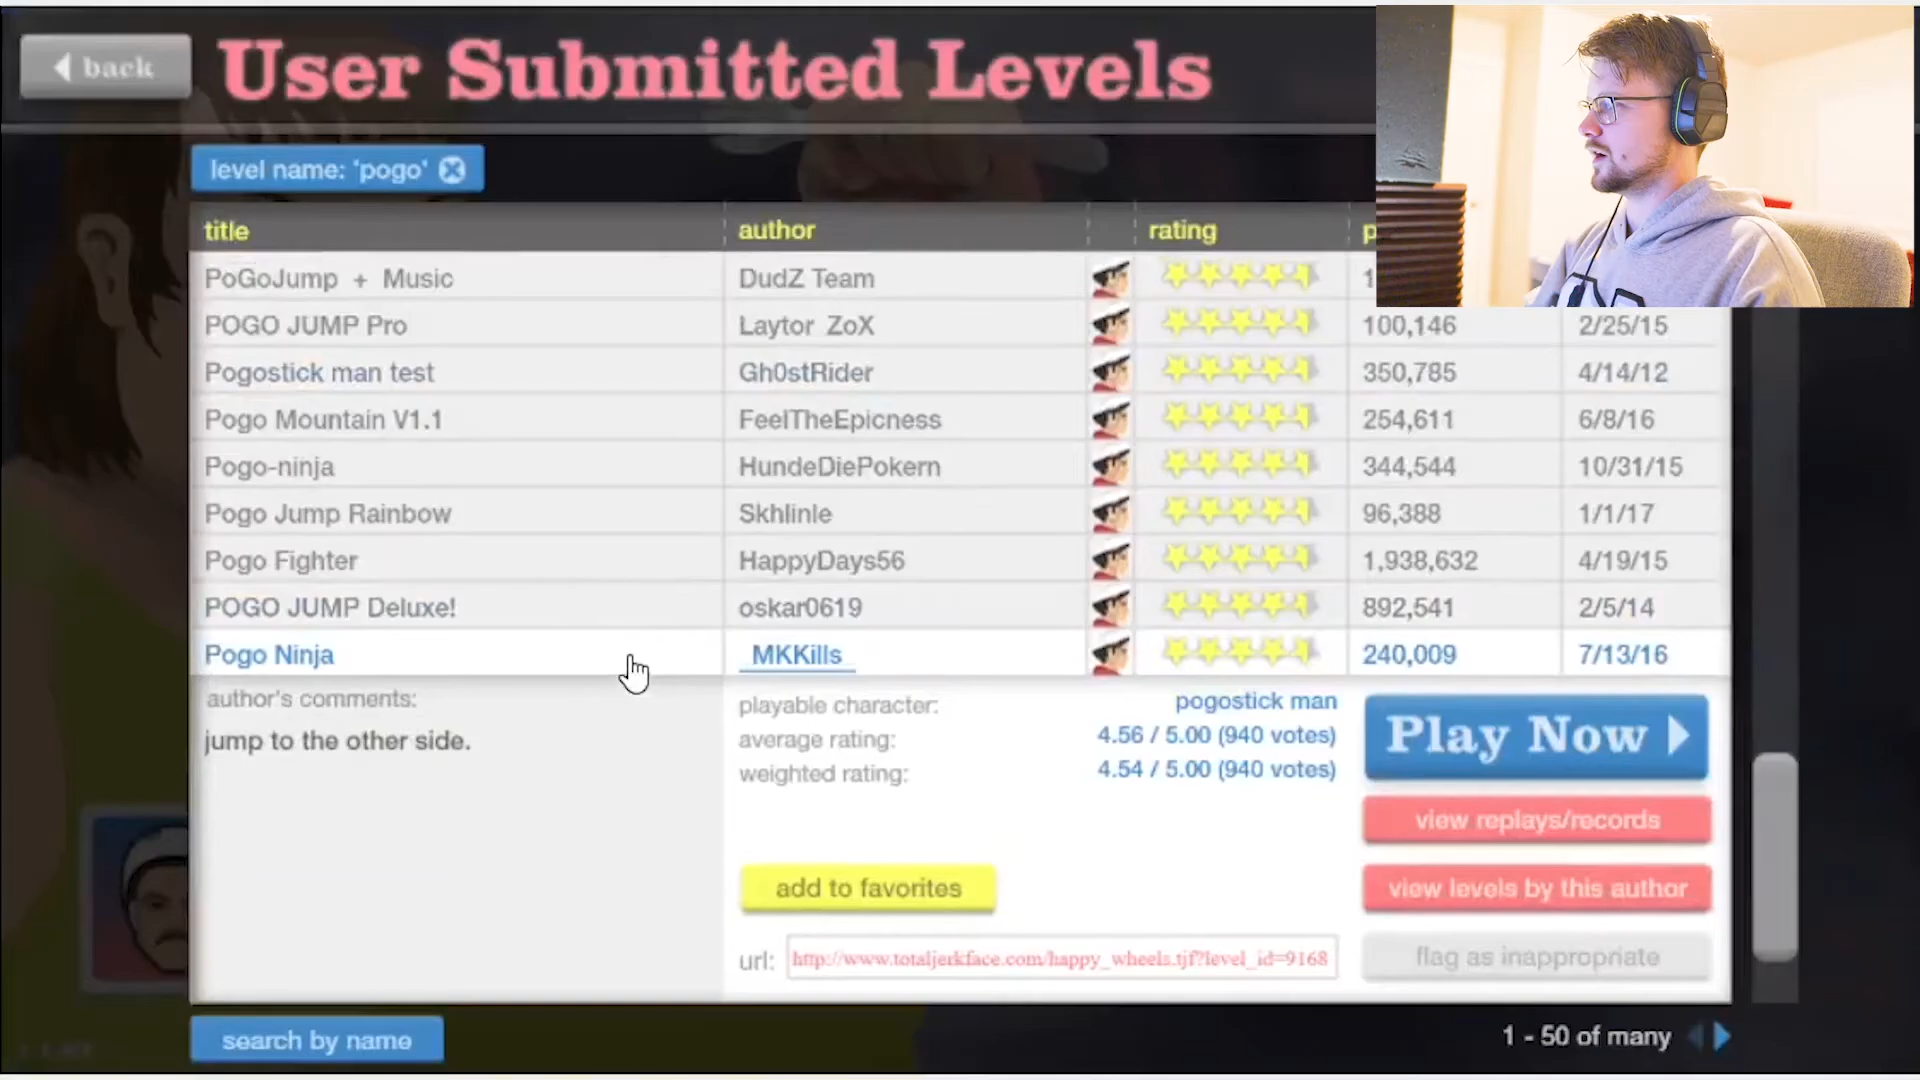 back
User Submitted Levels
level name: 'pogo'
title author rating p
PoGoJump + Music DudZ Team 1
POGO JUMP Pro Laytor ZoX 100,146 2/25/15
Pogostick man test Gh0stRider 350,785 4/14/12
Pogo Mountain V1.1 FeelTheEpicness 254,611 6/8/16
Pogo-ninja HundeDiePokern 344,544 10/31/15
Pogo Jump Rainbow Skhlinle 96,388 1/1/17
Pogo Fighter HappyDays56 1,938,632 4/19/15
POGO JUMP Deluxe! oskar0619 892,541 2/5/14
Pogo Ninja MKKills 240,009 7/13/16
author's comments:
jump to the other side.
playable character: pogostick man
average rating: 4.56 / 5.00 (940 votes)
weighted rating: 4.54 / 5.00 (940 votes)
Play Now
view replays/records
add to favorites
view levels by this author
url: http://www.totaljerkface.com/happy_wheels.tjf?level_id=9168
flag as inappropriate
search by name
1 - 50 of many